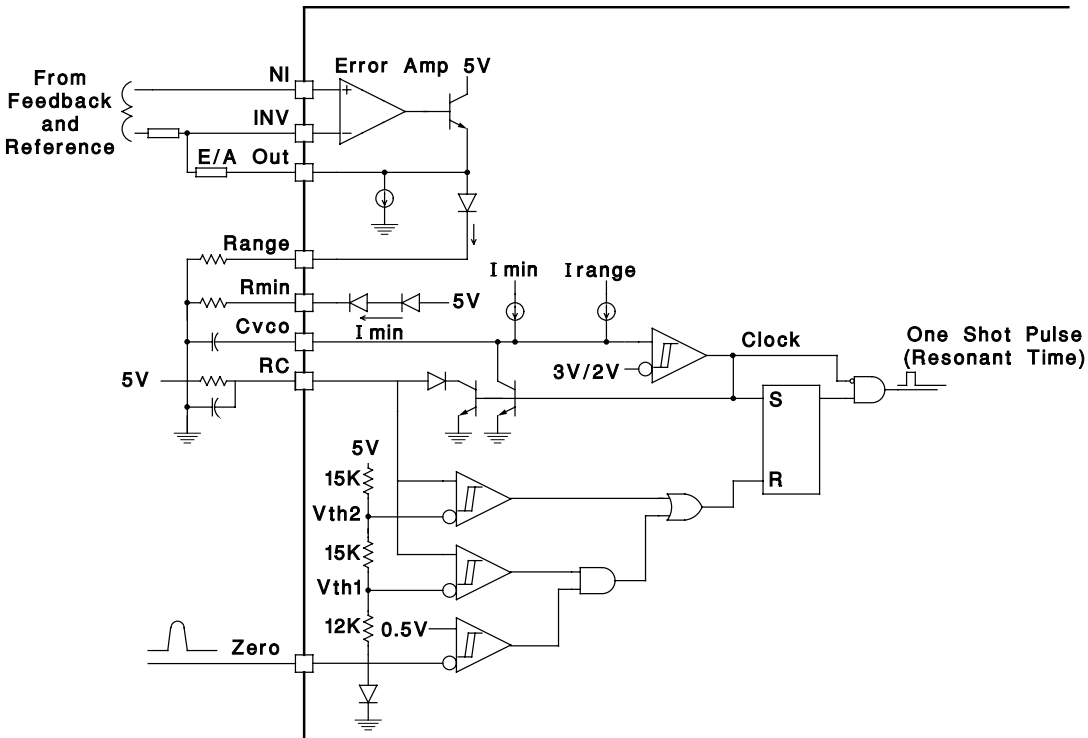 Error Amp 5V
From
Feedback
and
Reference
NI
+
INV
−
E/A Out
Range
Rmin
5V
I min
I min
I range
Cvco
3V/2V
Clock
One Shot Pulse
(Resonant Time)
RC
5V
S
R
5V
15K
Vth2
15K
Vth1
12K
0.5V
Zero